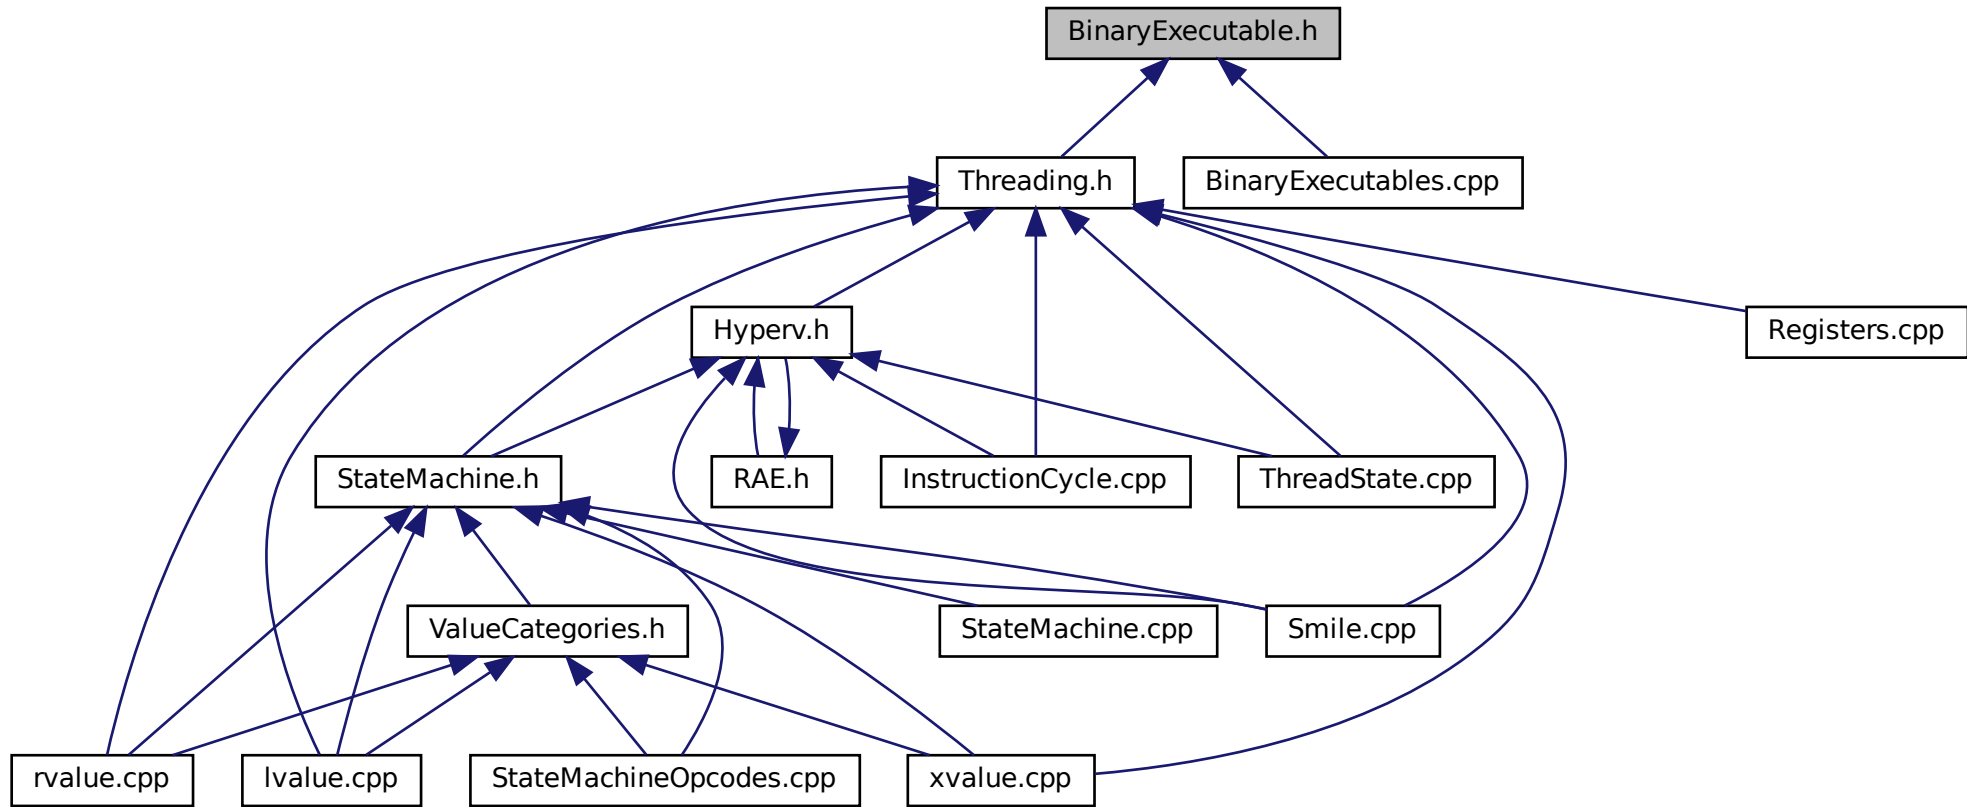 BinaryExecutable.h
Threading.h
BinaryExecutables.cpp
Hyperv.h
Registers.cpp
StateMachine.h
RAE.h
InstructionCycle.cpp
ThreadState.cpp
ValueCategories.h
StateMachine.cpp
Smile.cpp
rvalue.cpp
lvalue.cpp
StateMachineOpcodes.cpp
xvalue.cpp